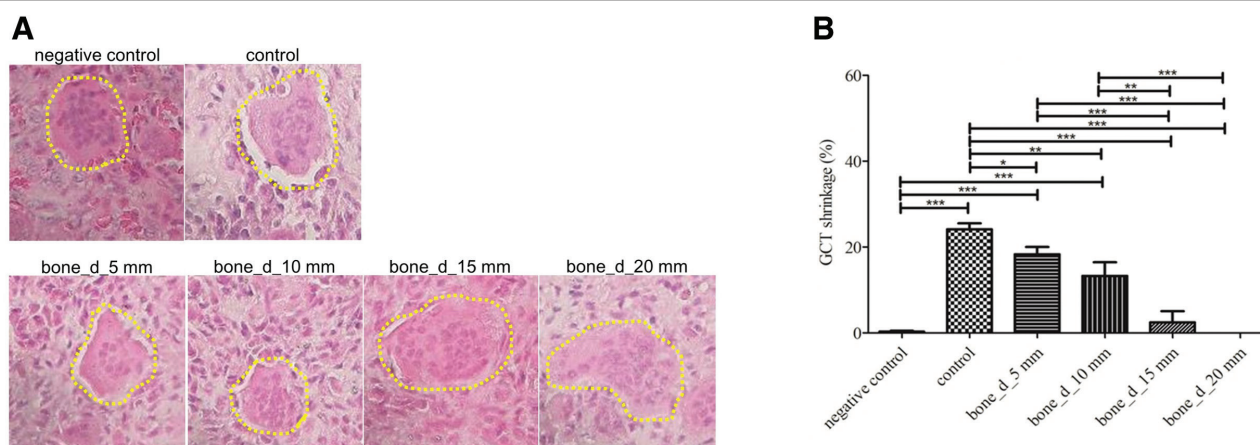 A
negative control
control
bone_d_5 mm
bone_d_10 mm
bone_d_15 mm
bone_d_20 mm
B
GCT shrinkage (%)
60
40
20
0
***
**
***
***
***
***
**
*
***
***
***
negative control
control
bone_d_5 mm
bone_d_10 mm
bone_d_15 mm
bone_d_20 mm